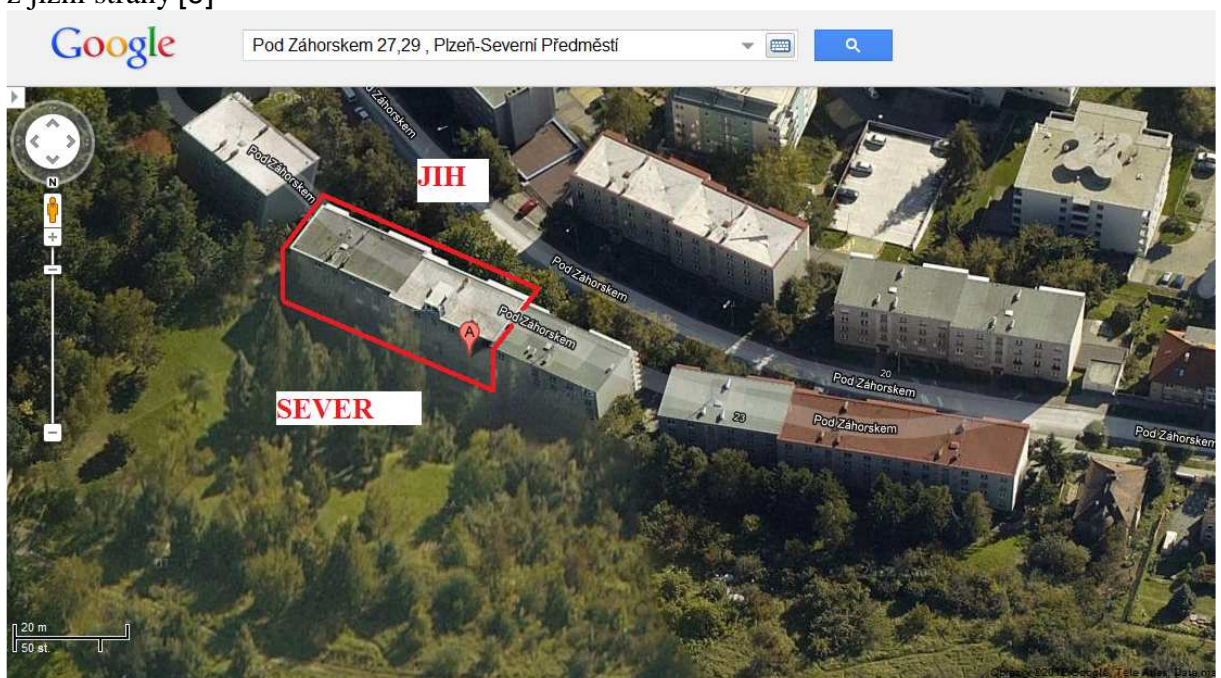 z jižní strany [6]
Google
Pod Záhorskem 27,29 , Plzeň-Severní Předměstí
Pod Záhorskem
Pod Záhorskem
JIH
N
Pod Záhorskem
Pod Záhorskem
A
SEVER
20
Pod Záhorskem
23
Pod Záhorskem
Pod Záhorskem
20 m
50 st.